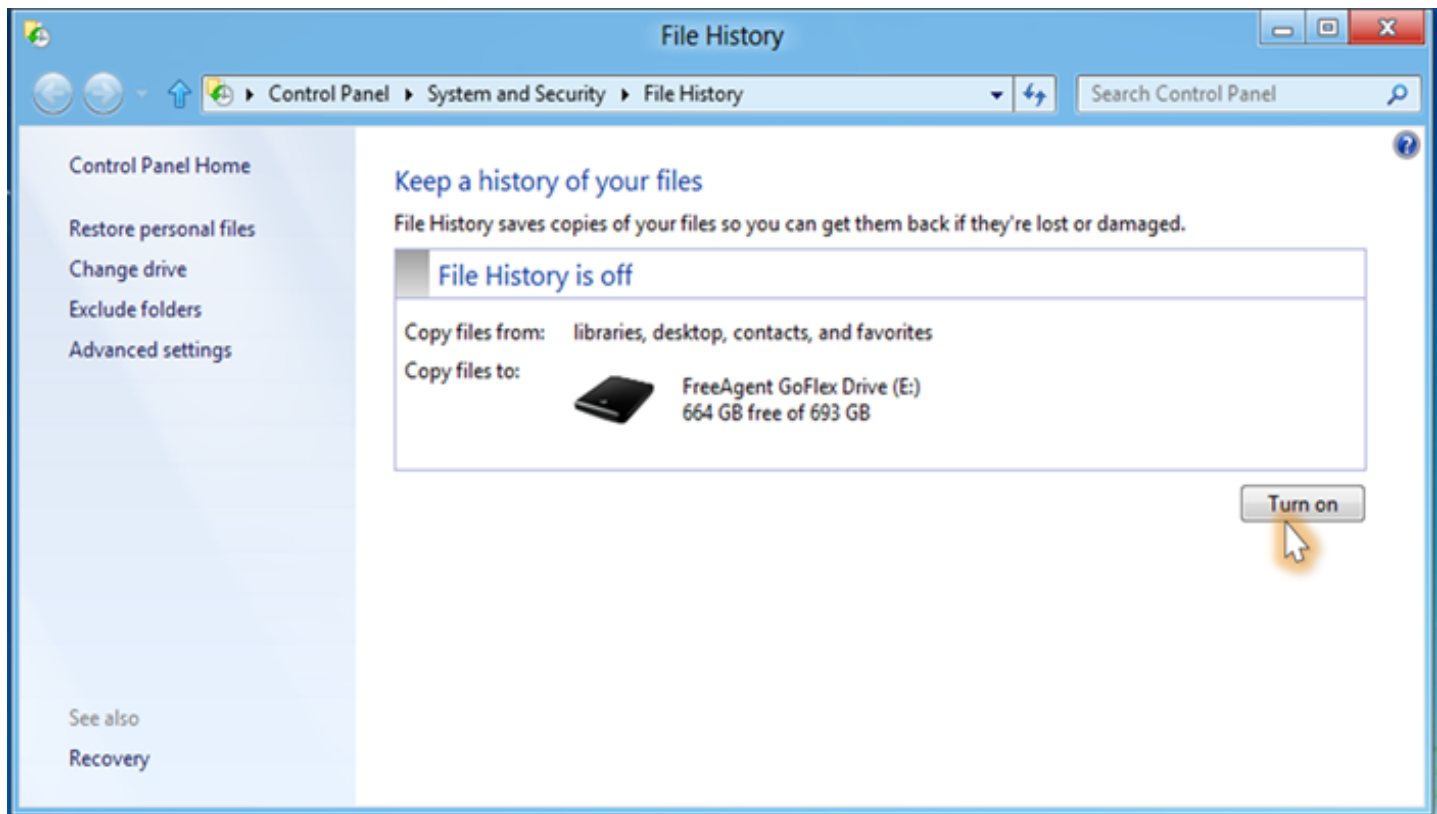 File History
Control Panel ▸ System and Security ▸ File History
Search Control Panel
Control Panel Home
Restore personal files
Change drive
Exclude folders
Advanced settings
See also
Recovery
Keep a history of your files
File History saves copies of your files so you can get them back if they're lost or damaged.
File History is off
Copy files from: libraries, desktop, contacts, and favorites
Copy files to:
FreeAgent GoFlex Drive (E:)
664 GB free of 693 GB
Turn on